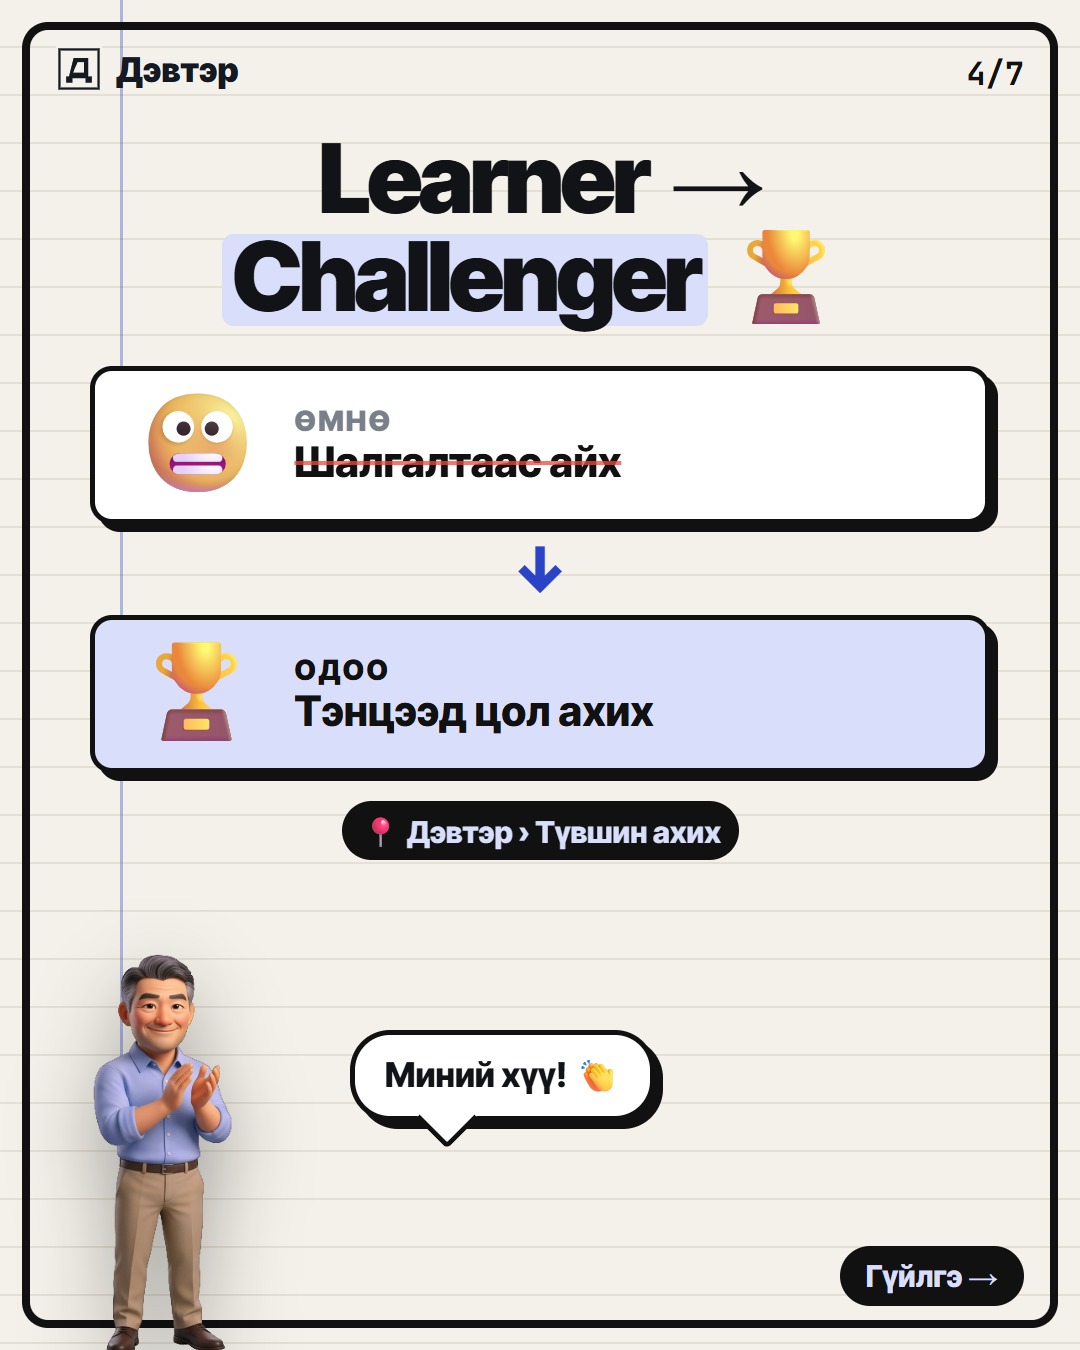 Д Дэвтэр
4/7
Learner →
Challenger
өмнө
Шалгалтаас айх
↓
одоо
Тэнцээд цол ахих
Дэвтэр › Түвшин ахих
Миний хүү! 👏
Гүйлгэ →